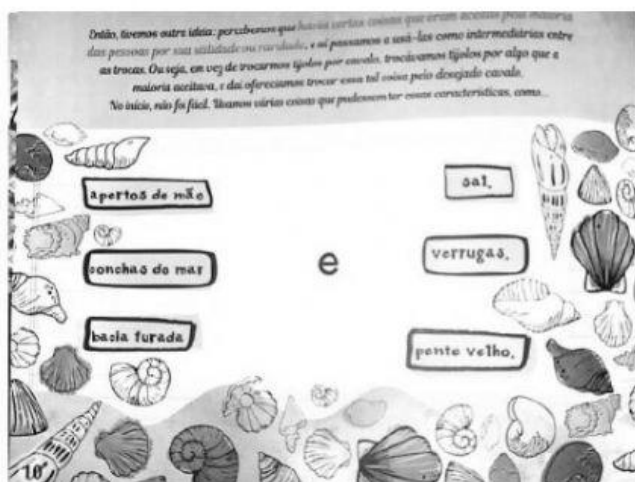 Então, tivemos outra ideia: percebemos que havia várias coisas que eram aceitas pela maioria
das pessoas por sua utilidade ou raridade, e aí passamos a usá-las como intermediárias entre
as trocas. Ou seja, em vez de trocarmos tijolos por cavalo, trocávamos tijolos por algo que a
maioria aceitava, e daí oferecíamos trocar essa tal coisa pelo desejado cavalo.
No início, não foi fácil. Usamos várias coisas que pudessem ter essas características, como...
apertos de mão
sal.
conchas do mar
e
verrugas.
bacia furada
pente velho.
10